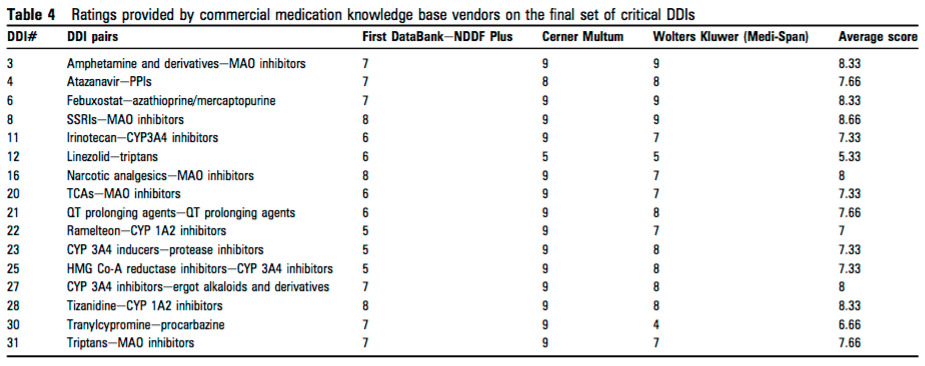 Table 4 Ratings provided by commercial medication knowledge base vendors on the final set of critical DDIs
DDI# DDI pairs First DataBank—NDDF Plus Cerner Multum Wolters Kluwer (Medi-Span) Average score
3 Amphetamine and derivatives—MAO inhibitors 7 9 9 8.33
4 Atazanavir—PPIs 7 8 8 7.66
6 Febuxostat—azathioprine/mercaptopurine 7 9 9 8.33
8 SSRIs—MAO inhibitors 8 9 9 8.66
11 Irinotecan—CYP3A4 inhibitors 6 9 7 7.33
12 Linezolid—triptans 6 5 5 5.33
16 Narcotic analgesics—MAO inhibitors 8 9 7 8
20 TCAs—MAO inhibitors 6 9 7 7.33
21 QT prolonging agents—QT prolonging agents 6 9 8 7.66
22 Ramelteon—CYP 1A2 inhibitors 5 9 7 7
23 CYP 3A4 inducers—protease inhibitors 5 9 8 7.33
25 HMG Co-A reductase inhibitors—CYP 3A4 inhibitors 5 9 8 7.33
27 CYP 3A4 inhibitors—ergot alkaloids and derivatives 7 9 8 8
28 Tizanidine—CYP 1A2 inhibitors 8 9 8 8.33
30 Tranylcypromine—procarbazine 7 9 4 6.66
31 Triptans—MAO inhibitors 7 9 7 7.66